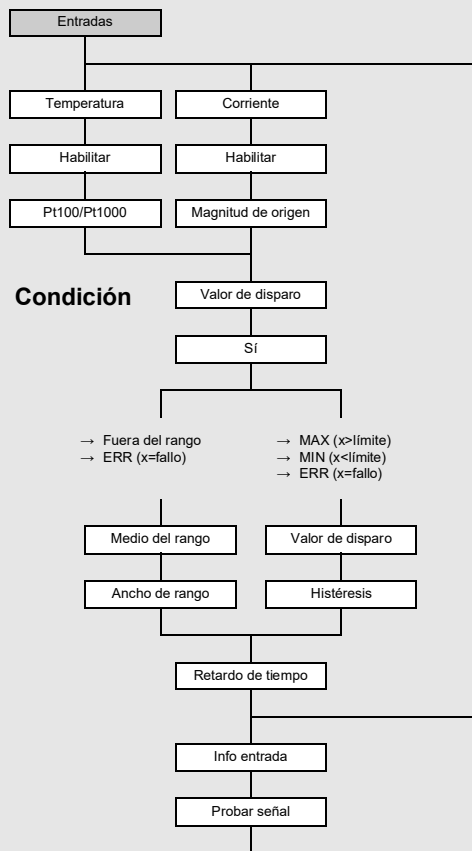 Entradas
Temperatura
Corriente
Habilitar
Habilitar
Pt100/Pt1000
Magnitud de origen
Condición
Valor de disparo
Sí
→ Fuera del rango
→ ERR (x=fallo)
→ MAX (x>límite)
→ MIN (x<límite)
→ ERR (x=fallo)
Medio del rango
Valor de disparo
Ancho de rango
Histéresis
Retardo de tiempo
Info entrada
Probar señal